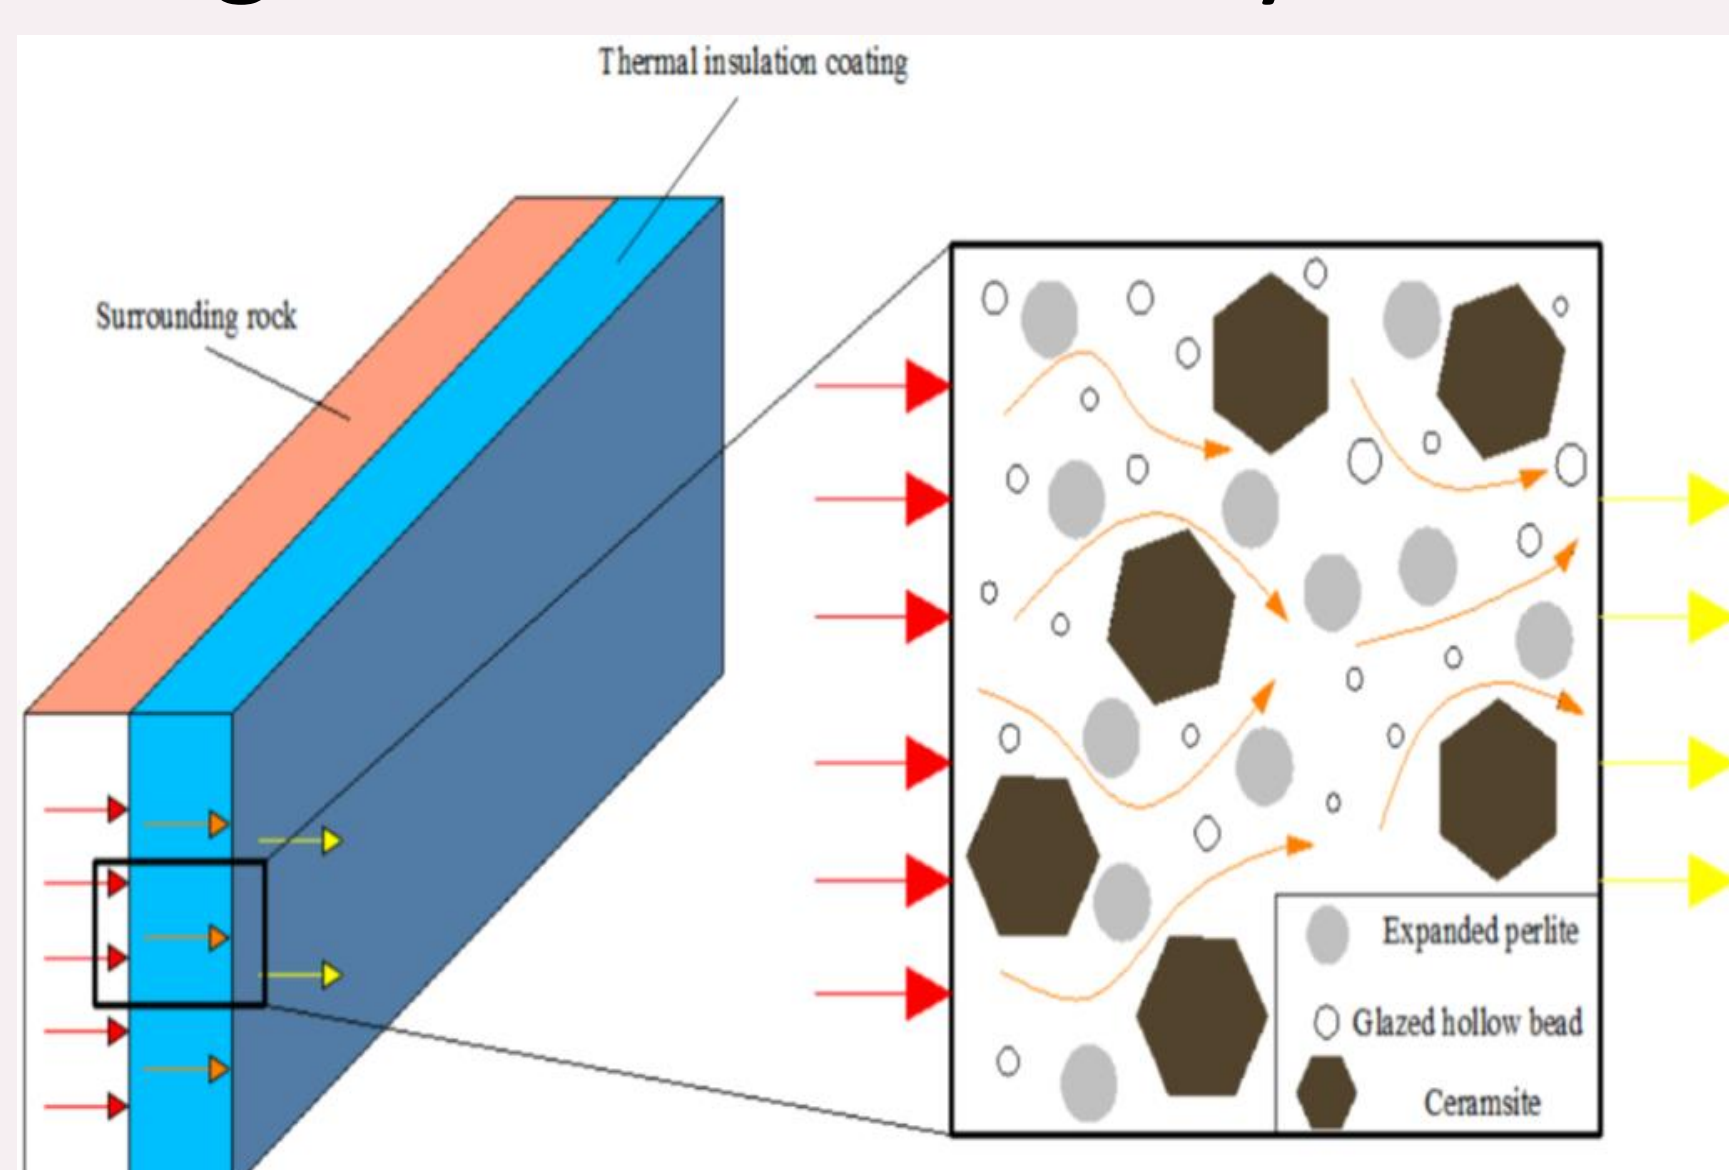 Thermal insulation coating
Surrounding rock
Expanded perlite
Glazed hollow bead
Ceramsite